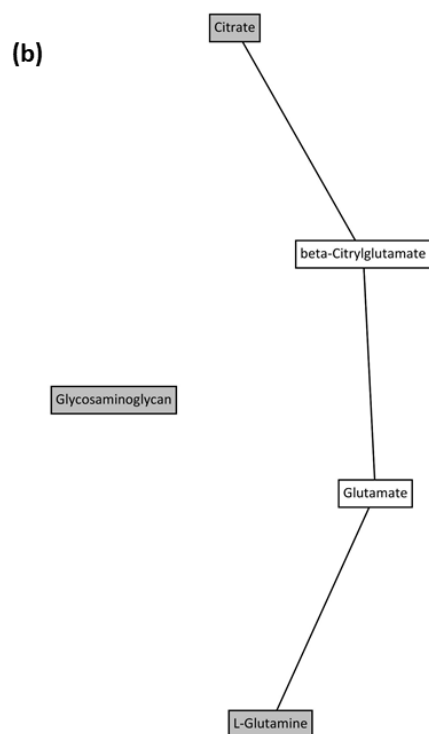 Citrate
(b)
beta-Citrylglutamate
Glycosaminoglycan
Glutamate
L-Glutamine